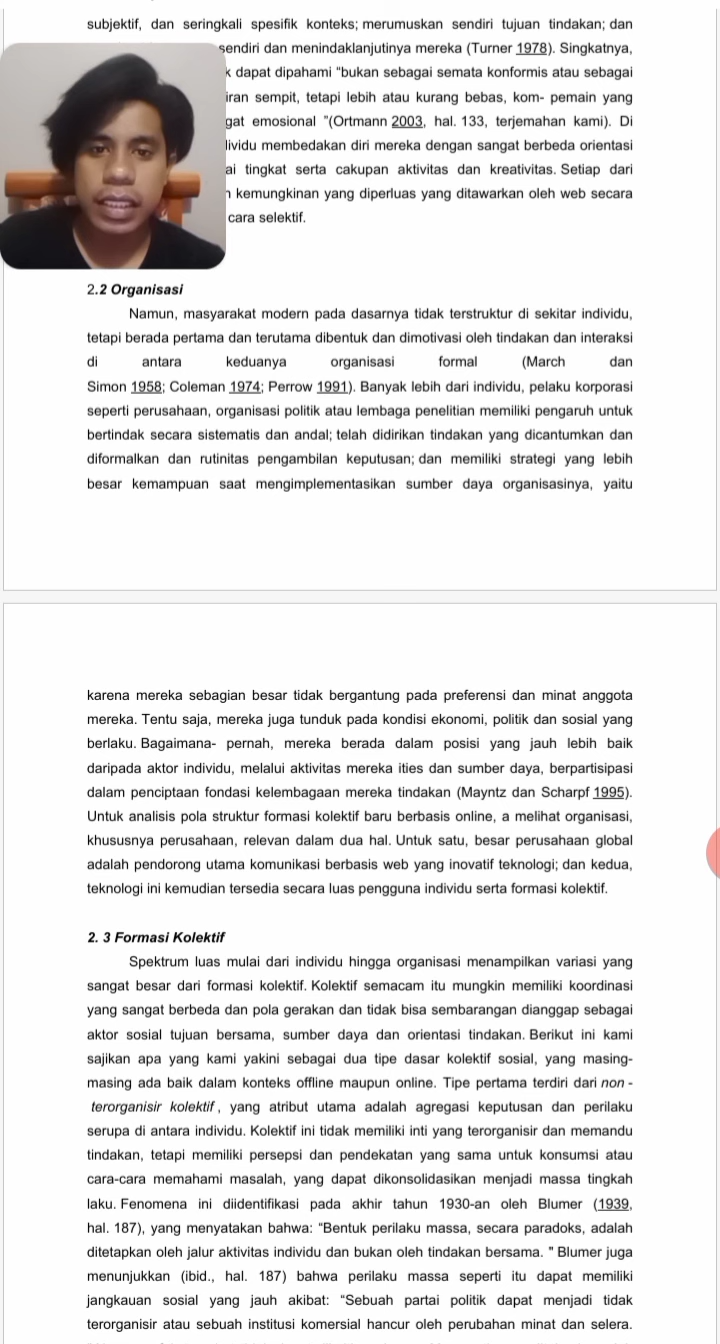 subjektif, dan seringkali spesifik konteks; merumuskan sendiri tujuan tindakan; dan
sendiri dan menindaklanjutinya mereka (Turner 1978). Singkatnya,
k dapat dipahami "bukan sebagai semata konformis atau sebagai
iran sempit, tetapi lebih atau kurang bebas, kom- pemain yang
gat emosional "(Ortmann 2003, hal. 133, terjemahan kami). Di
lividu membedakan diri mereka dengan sangat berbeda orientasi
ai tingkat serta cakupan aktivitas dan kreativitas. Setiap dari
n kemungkinan yang diperluas yang ditawarkan oleh web secara
cara selektif.
2.2 Organisasi
Namun, masyarakat modern pada dasarnya tidak terstruktur di sekitar individu,
tetapi berada pertama dan terutama dibentuk dan dimotivasi oleh tindakan dan interaksi
di antara keduanya organisasi formal (March dan
Simon 1958; Coleman 1974; Perrow 1991). Banyak lebih dari individu, pelaku korporasi
seperti perusahaan, organisasi politik atau lembaga penelitian memiliki pengaruh untuk
bertindak secara sistematis dan andal; telah didirikan tindakan yang dicantumkan dan
diformalkan dan rutinitas pengambilan keputusan; dan memiliki strategi yang lebih
besar kemampuan saat mengimplementasikan sumber daya organisasinya, yaitu
karena mereka sebagian besar tidak bergantung pada preferensi dan minat anggota
mereka. Tentu saja, mereka juga tunduk pada kondisi ekonomi, politik dan sosial yang
berlaku. Bagaimana- pernah, mereka berada dalam posisi yang jauh lebih baik
daripada aktor individu, melalui aktivitas mereka ities dan sumber daya, berpartisipasi
dalam penciptaan fondasi kelembagaan mereka tindakan (Mayntz dan Scharpf 1995).
Untuk analisis pola struktur formasi kolektif baru berbasis online, a melihat organisasi,
khususnya perusahaan, relevan dalam dua hal. Untuk satu, besar perusahaan global
adalah pendorong utama komunikasi berbasis web yang inovatif teknologi; dan kedua,
teknologi ini kemudian tersedia secara luas pengguna individu serta formasi kolektif.
2. 3 Formasi Kolektif
Spektrum luas mulai dari individu hingga organisasi menampilkan variasi yang
sangat besar dari formasi kolektif. Kolektif semacam itu mungkin memiliki koordinasi
yang sangat berbeda dan pola gerakan dan tidak bisa sembarangan dianggap sebagai
aktor sosial tujuan bersama, sumber daya dan orientasi tindakan. Berikut ini kami
sajikan apa yang kami yakini sebagai dua tipe dasar kolektif sosial, yang masing-
masing ada baik dalam konteks offline maupun online. Tipe pertama terdiri dari non -
terorganisir kolektif, yang atribut utama adalah agregasi keputusan dan perilaku
serupa di antara individu. Kolektif ini tidak memiliki inti yang terorganisir dan memandu
tindakan, tetapi memiliki persepsi dan pendekatan yang sama untuk konsumsi atau
cara-cara memahami masalah, yang dapat dikonsolidasikan menjadi massa tingkah
laku. Fenomena ini diidentifikasi pada akhir tahun 1930-an oleh Blumer (1939,
hal. 187), yang menyatakan bahwa: "Bentuk perilaku massa, secara paradoks, adalah
ditetapkan oleh jalur aktivitas individu dan bukan oleh tindakan bersama. " Blumer juga
menunjukkan (ibid., hal. 187) bahwa perilaku massa seperti itu dapat memiliki
jangkauan sosial yang jauh akibat: "Sebuah partai politik dapat menjadi tidak
terorganisir atau sebuah institusi komersial hancur oleh perubahan minat dan selera.